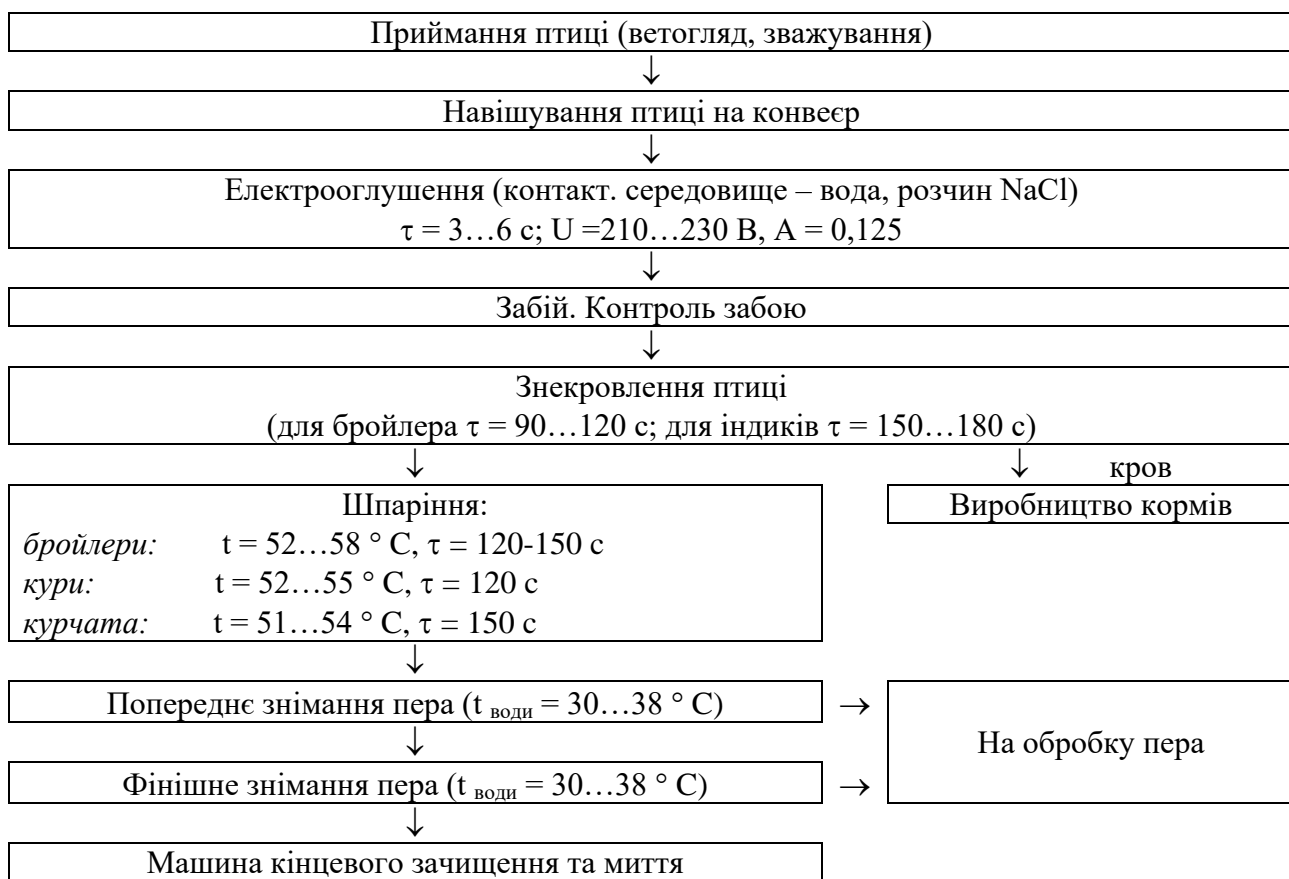 Приймання птиці (ветогляд, зважування)
↓
Навішування птиці на конвеєр
↓
Електрооглушення (контакт. середовище – вода, розчин NaCl)
τ = 3…6 с; U =210…230 В, А = 0,125
↓
Забій. Контроль забою
↓
Знекровлення птиці
(для бройлера τ = 90…120 с; для індиків τ = 150…180 с)
↓ ↓ кров
Шпаріння:
бройлери: t = 52…58 ° С, τ = 120-150 с
кури: t = 52…55 ° С, τ = 120 с
курчата: t = 51…54 ° С, τ = 150 с
Виробництво кормів
↓
Попереднє знімання пера (t води = 30…38 ° С) →
↓
Фінішне знімання пера (t води = 30…38 ° С) →
На обробку пера
↓
Машина кінцевого зачищення та миття